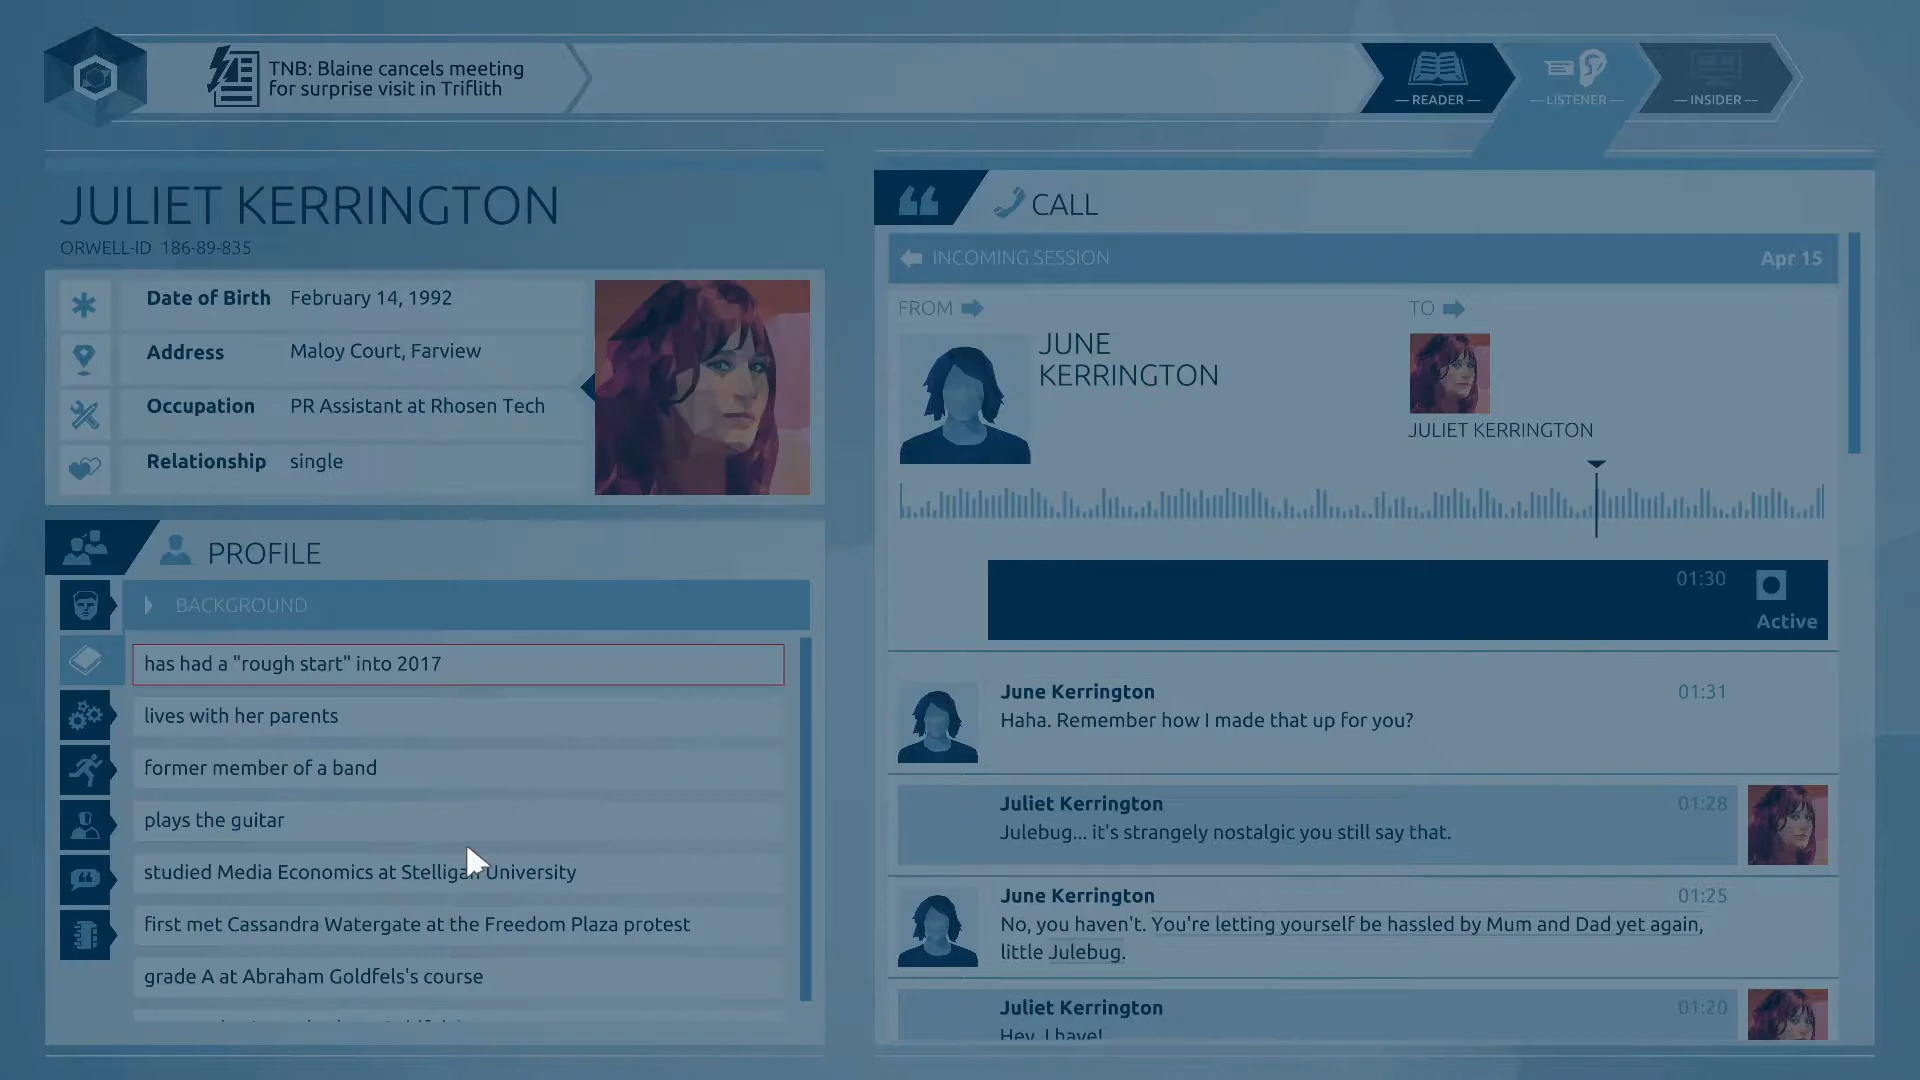 TNB: Blaine cancels meeting
for surprise visit in Triflith
READER
LISTENER
INSIDER
JULIET KERRINGTON
ORWELL-ID 186-89-835
Date of Birth February 14, 1992
Address Maloy Court, Farview
Occupation PR Assistant at Rhosen Tech
Relationship single
PROFILE
BACKGROUND
has had a "rough start" into 2017
lives with her parents
former member of a band
plays the guitar
studied Media Economics at Stelligan University
first met Cassandra Watergate at the Freedom Plaza protest
grade A at Abraham Goldfels's course
CALL
INCOMING SESSION Apr 15
FROM TO
JUNE
KERRINGTON
JULIET KERRINGTON
01:30
Active
June Kerrington 01:31
Haha. Remember how I made that up for you?
Juliet Kerrington 01:28
Julebug... it's strangely nostalgic you still say that.
June Kerrington 01:25
No, you haven't. You're letting yourself be hassled by Mum and Dad yet again,
little Julebug.
Juliet Kerrington 01:20
Hey, I have!